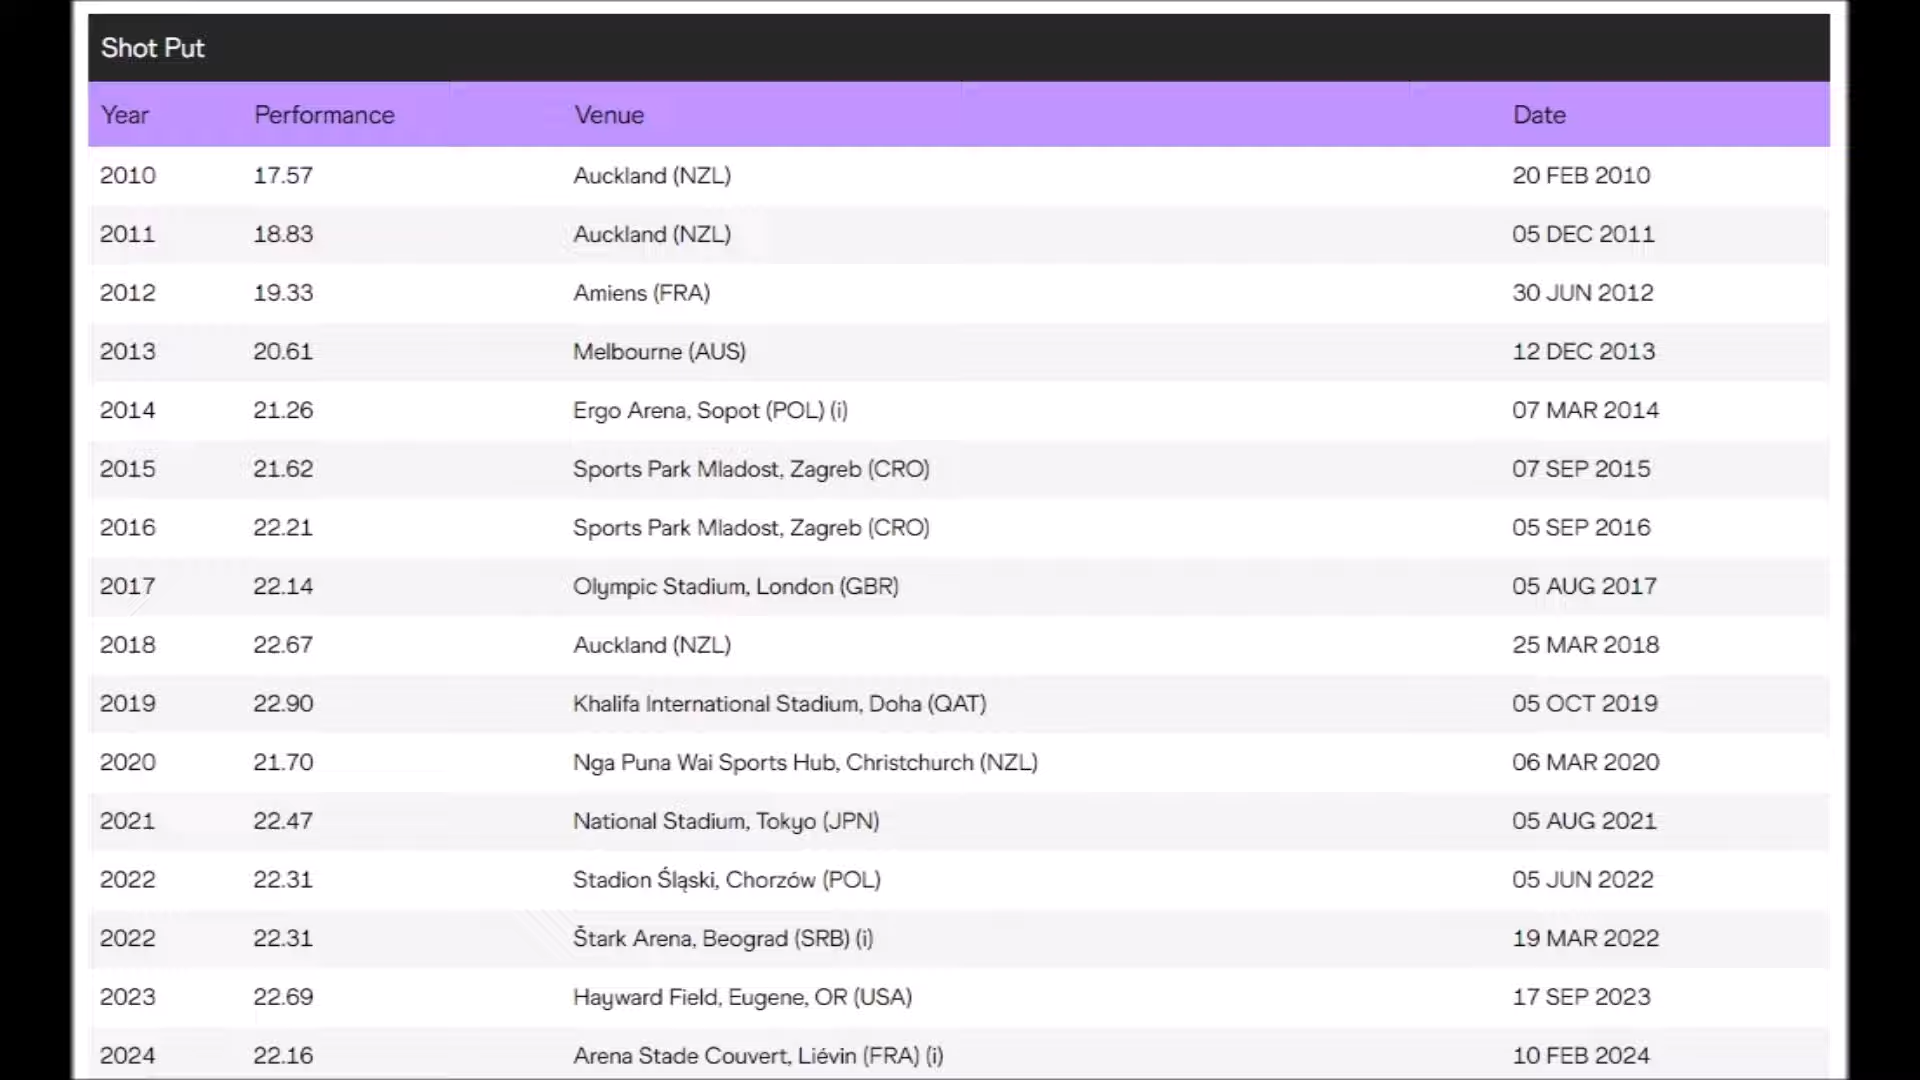 Shot Put
Year Performance Venue Date
2010 17.57 Auckland (NZL) 20 FEB 2010
2011 18.83 Auckland (NZL) 05 DEC 2011
2012 19.33 Amiens (FRA) 30 JUN 2012
2013 20.61 Melbourne (AUS) 12 DEC 2013
2014 21.26 Ergo Arena, Sopot (POL) (i) 07 MAR 2014
2015 21.62 Sports Park Mladost, Zagreb (CRO) 07 SEP 2015
2016 22.21 Sports Park Mladost, Zagreb (CRO) 05 SEP 2016
2017 22.14 Olympic Stadium, London (GBR) 05 AUG 2017
2018 22.67 Auckland (NZL) 25 MAR 2018
2019 22.90 Khalifa International Stadium, Doha (QAT) 05 OCT 2019
2020 21.70 Nga Puna Wai Sports Hub, Christchurch (NZL) 06 MAR 2020
2021 22.47 National Stadium, Tokyo (JPN) 05 AUG 2021
2022 22.31 Stadion Śląski, Chorzów (POL) 05 JUN 2022
2022 22.31 Štark Arena, Beograd (SRB) (i) 19 MAR 2022
2023 22.69 Hayward Field, Eugene, OR (USA) 17 SEP 2023
2024 22.16 Arena Stade Couvert, Liévin (FRA) (i) 10 FEB 2024